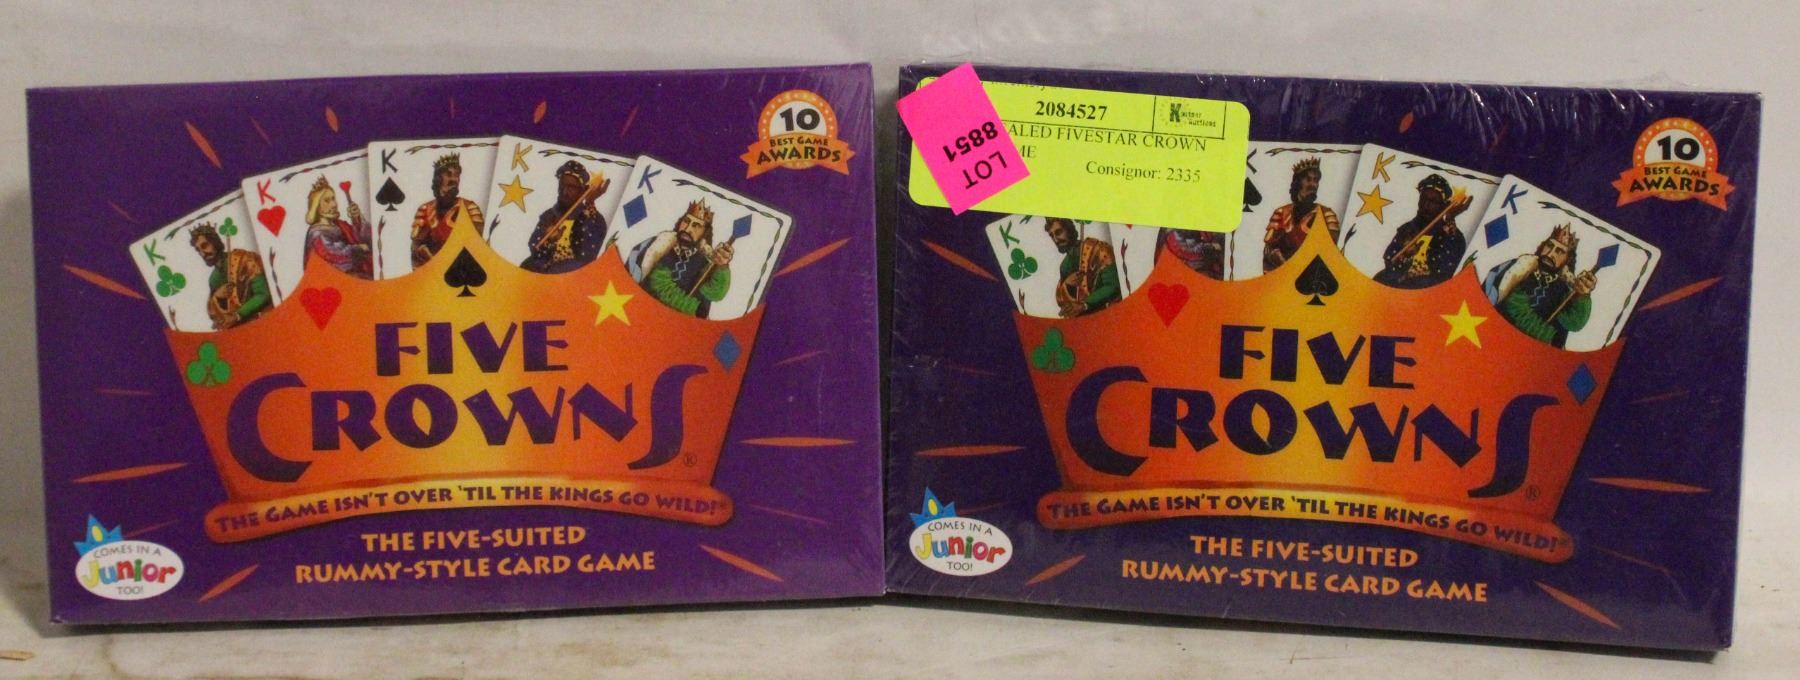 10
BEST GAME
AWARDS
K
K
K
K
K
FIVE
CROWNS®
THE GAME ISN'T OVER 'TIL THE KINGS GO WILD!®
THE FIVE-SUITED
RUMMY-STYLE CARD GAME
COMES IN A
Junior
TOO!
2084527
Auctions
ALED FIVESTAR CROWN
ME
Consignor: 2335
LOT
8851
10
BEST GAME
AWARDS
K
K
K
K
FIVE
CROWNS®
THE GAME ISN'T OVER 'TIL THE KINGS GO WILD!®
THE FIVE-SUITED
RUMMY-STYLE CARD GAME
COMES IN A
Junior
TOO!